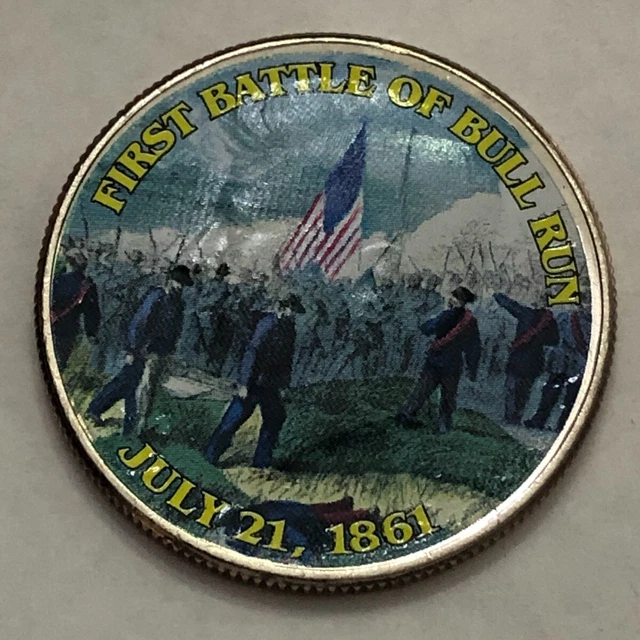 FIRST BATTLE OF BULL RUN
JULY 21, 1861